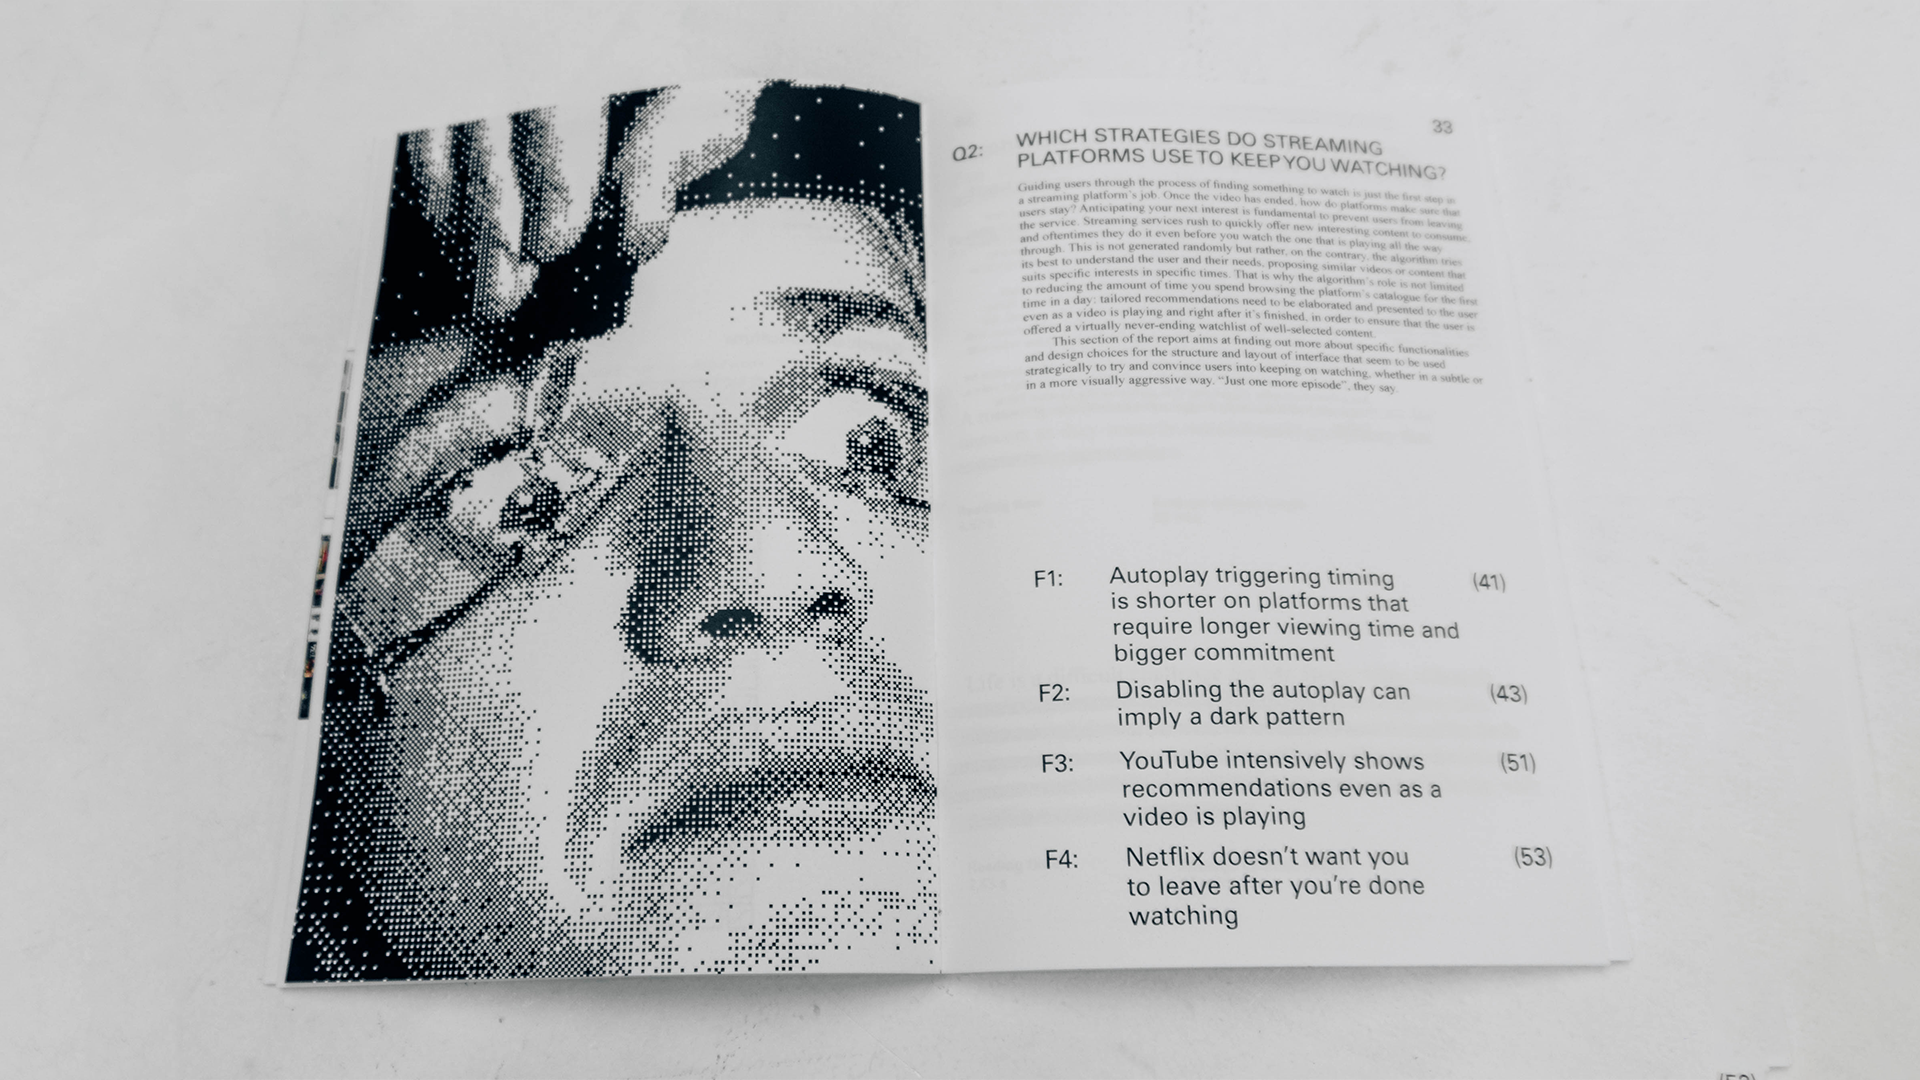 33
Q2:
WHICH STRATEGIES DO STREAMING
PLATFORMS USE TO KEEP YOU WATCHING?
Guiding users through the process of finding something to watch is just the first step in
a streaming platform's job. Once the video has ended, how do platforms make sure that
users stay? Anticipating your next interest is fundamental to prevent users from leaving
the service. Streaming services rush to quickly offer new interesting content to consume,
and oftentimes they do it even before you watch the one that is playing all the way
through. This is not generated randomly but rather, on the contrary, the algorithm tries
its best to understand the user and their needs, proposing similar videos or content that
suits specific interests in specific times. That is why the algorithm's role is not limited
to reducing the amount of time you spend browsing the platform's catalogue for the first
time in a day: tailored recommendations need to be elaborated and presented to the user
even as a video is playing and right after it's finished, in order to ensure that the user is
offered a virtually never-ending watchlist of well-selected content.
This section of the report aims at finding out more about specific functionalities
and design choices for the structure and layout of interface that seem to be used
strategically to try and convince users into keeping on watching, whether in a subtle or
in a more visually aggressive way. "Just one more episode", they say.
F1: Autoplay triggering timing (41)
is shorter on platforms that
require longer viewing time and
bigger commitment
F2: Disabling the autoplay can (43)
imply a dark pattern
F3: YouTube intensively shows (51)
recommendations even as a
video is playing
F4: Netflix doesn't want you (53)
to leave after you're done
watching